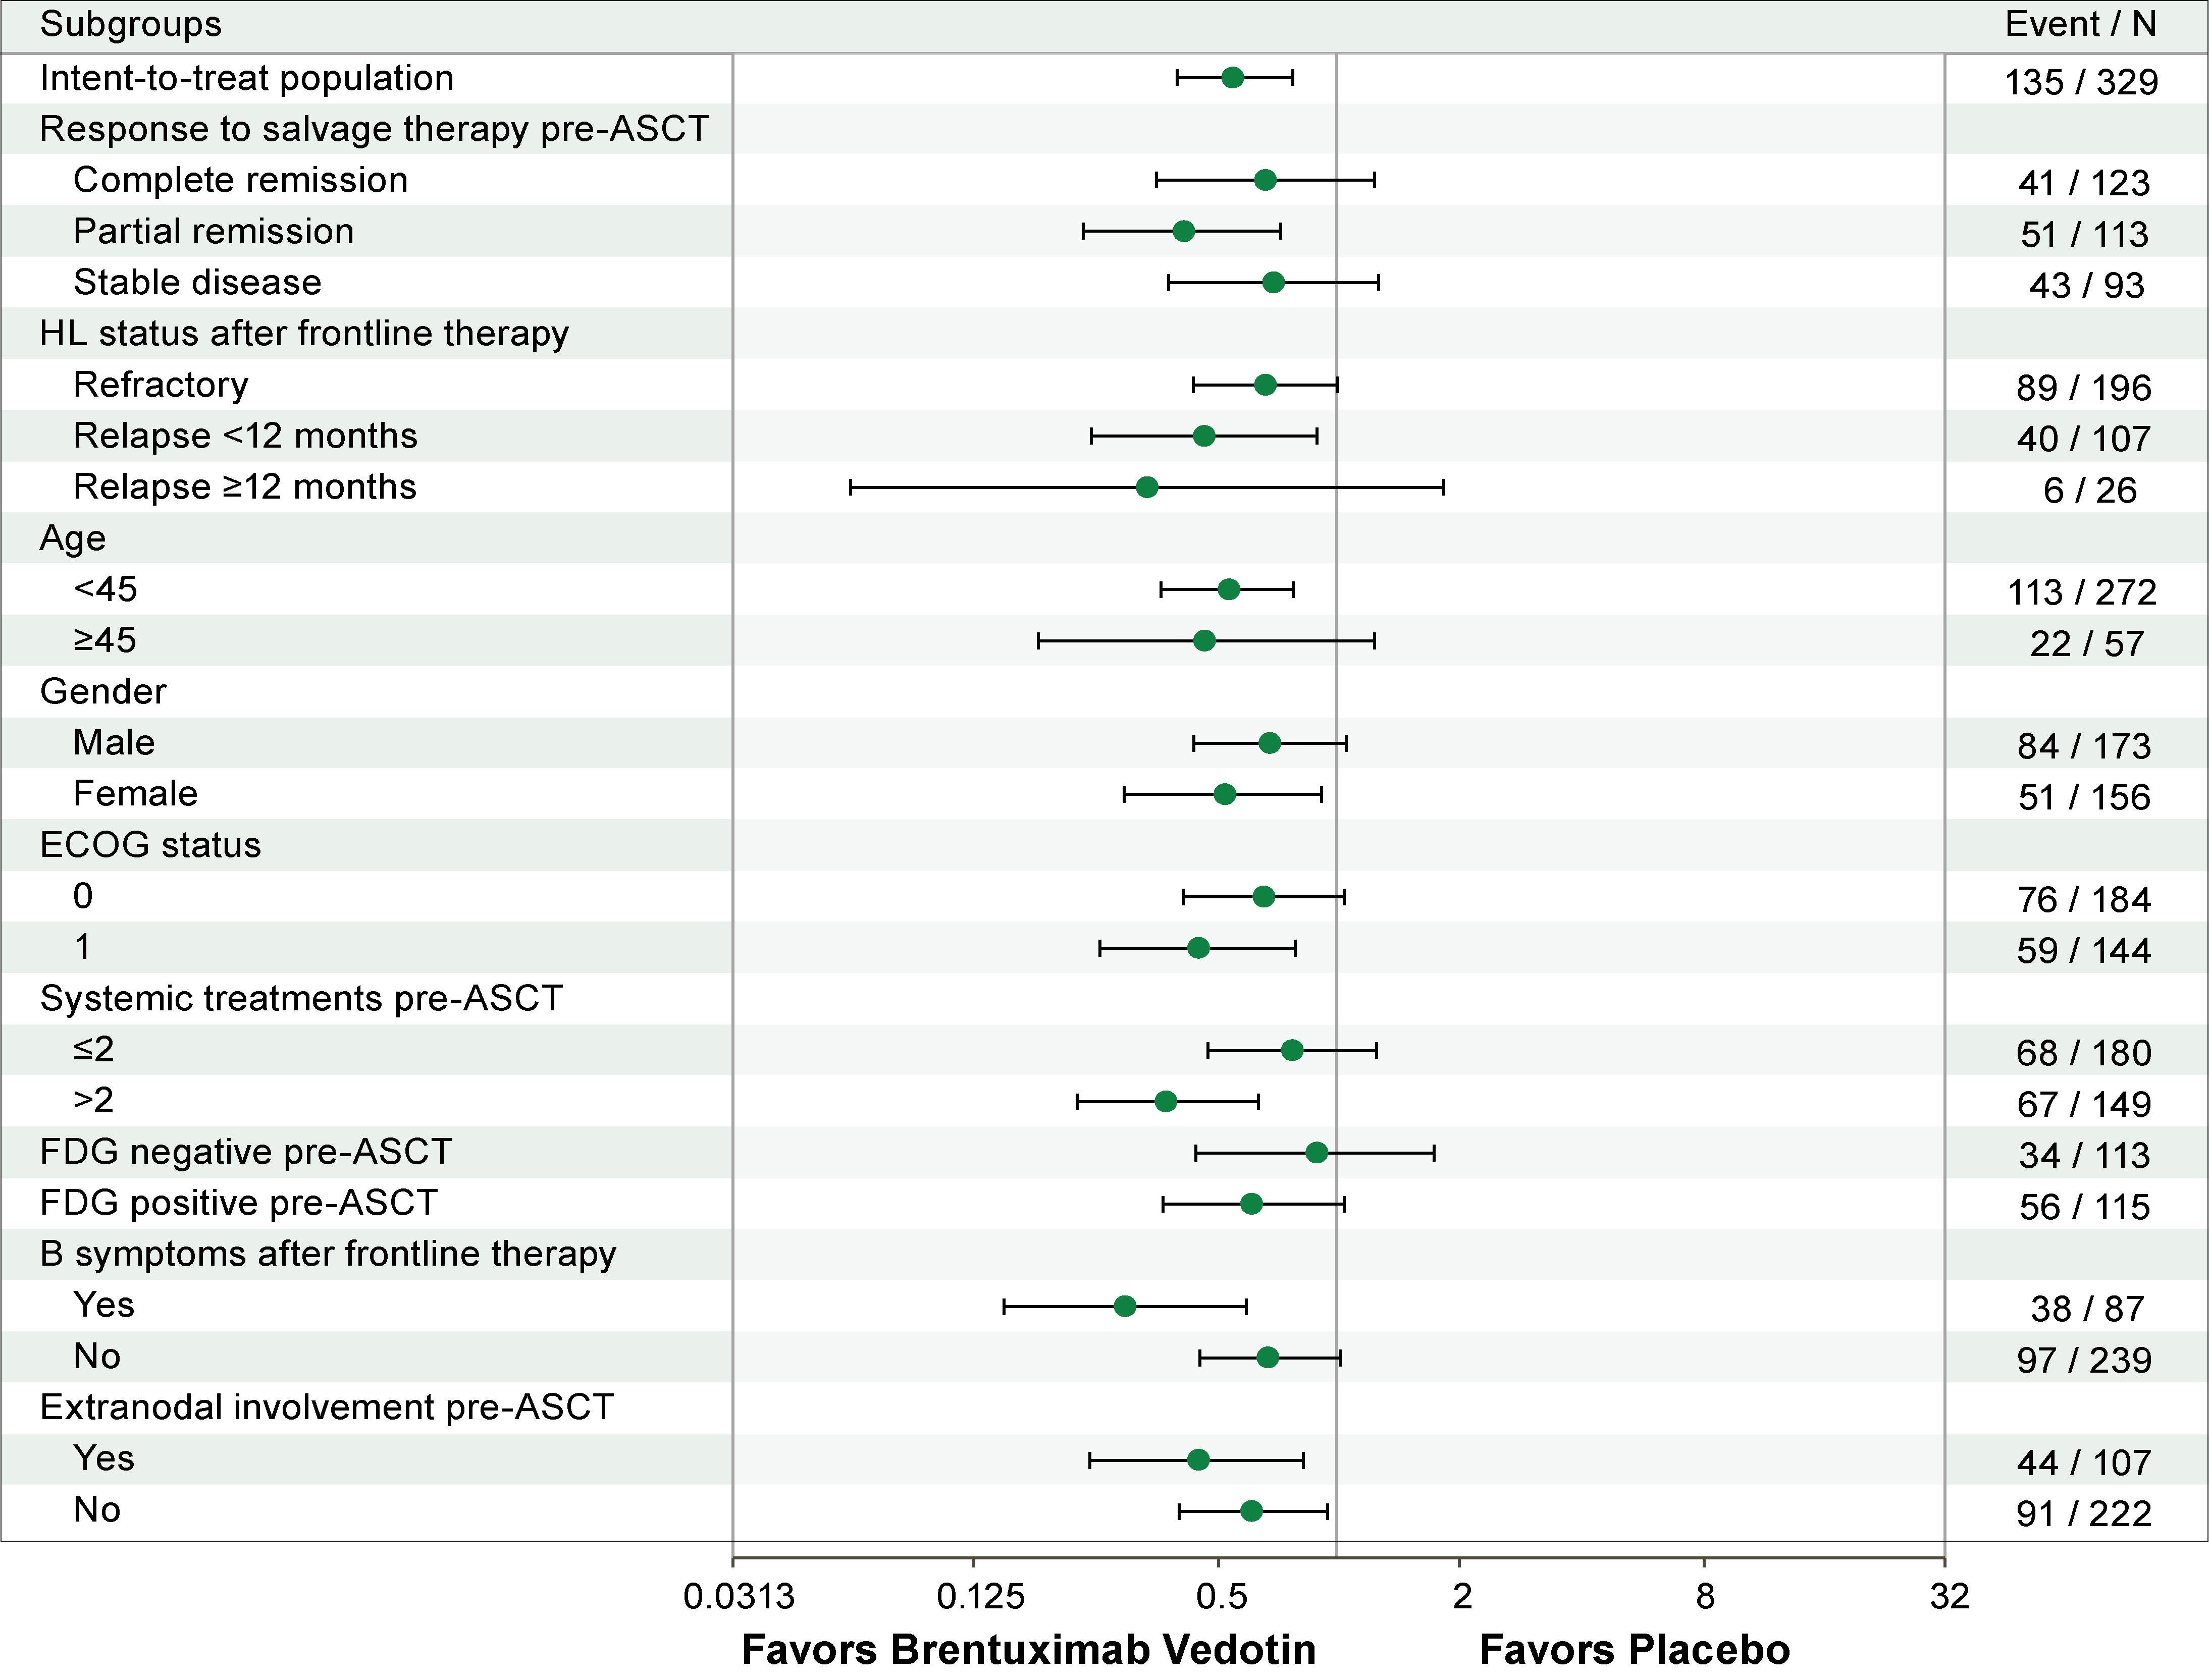 Subgroups Event / N
Intent-to-treat population 135 / 329
Response to salvage therapy pre-ASCT
Complete remission 41 / 123
Partial remission 51 / 113
Stable disease 43 / 93
HL status after frontline therapy
Refractory 89 / 196
Relapse <12 months 40 / 107
Relapse ≥12 months 6 / 26
Age
<45 113 / 272
≥45 22 / 57
Gender
Male 84 / 173
Female 51 / 156
ECOG status
0 76 / 184
1 59 / 144
Systemic treatments pre-ASCT
≤2 68 / 180
>2 67 / 149
FDG negative pre-ASCT 34 / 113
FDG positive pre-ASCT 56 / 115
B symptoms after frontline therapy
Yes 38 / 87
No 97 / 239
Extranodal involvement pre-ASCT
Yes 44 / 107
No 91 / 222
0.0313 0.125 0.5 2 8 32
Favors Brentuximab Vedotin Favors Placebo